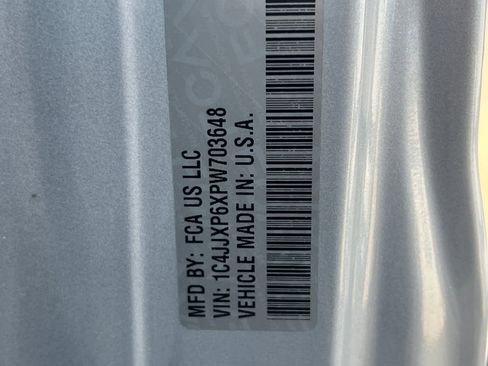 MFD BY: FCA US LLC
VIN: 1C4JJXP6XPW703648
VEHICLE MADE IN: U.S.A.